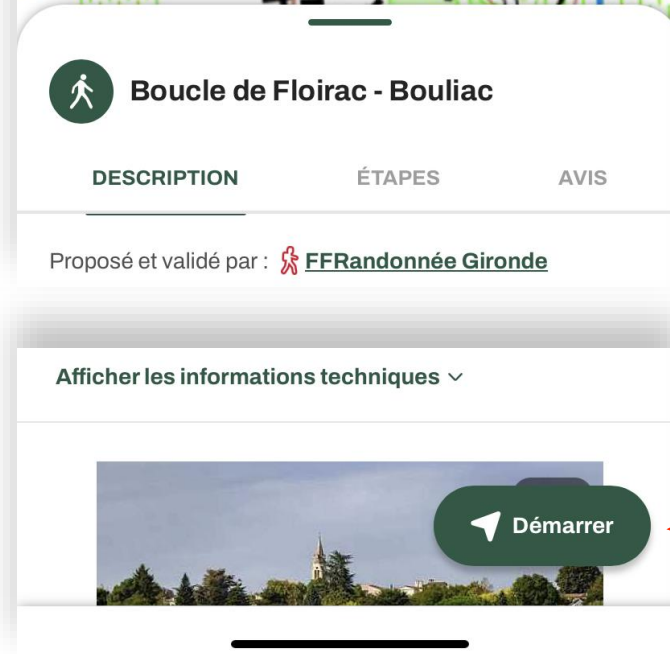 Boucle de Floirac - Bouliac
DESCRIPTION ÉTAPES AVIS
Proposé et validé par : FFRandonnée Gironde
Afficher les informations techniques
Démarrer